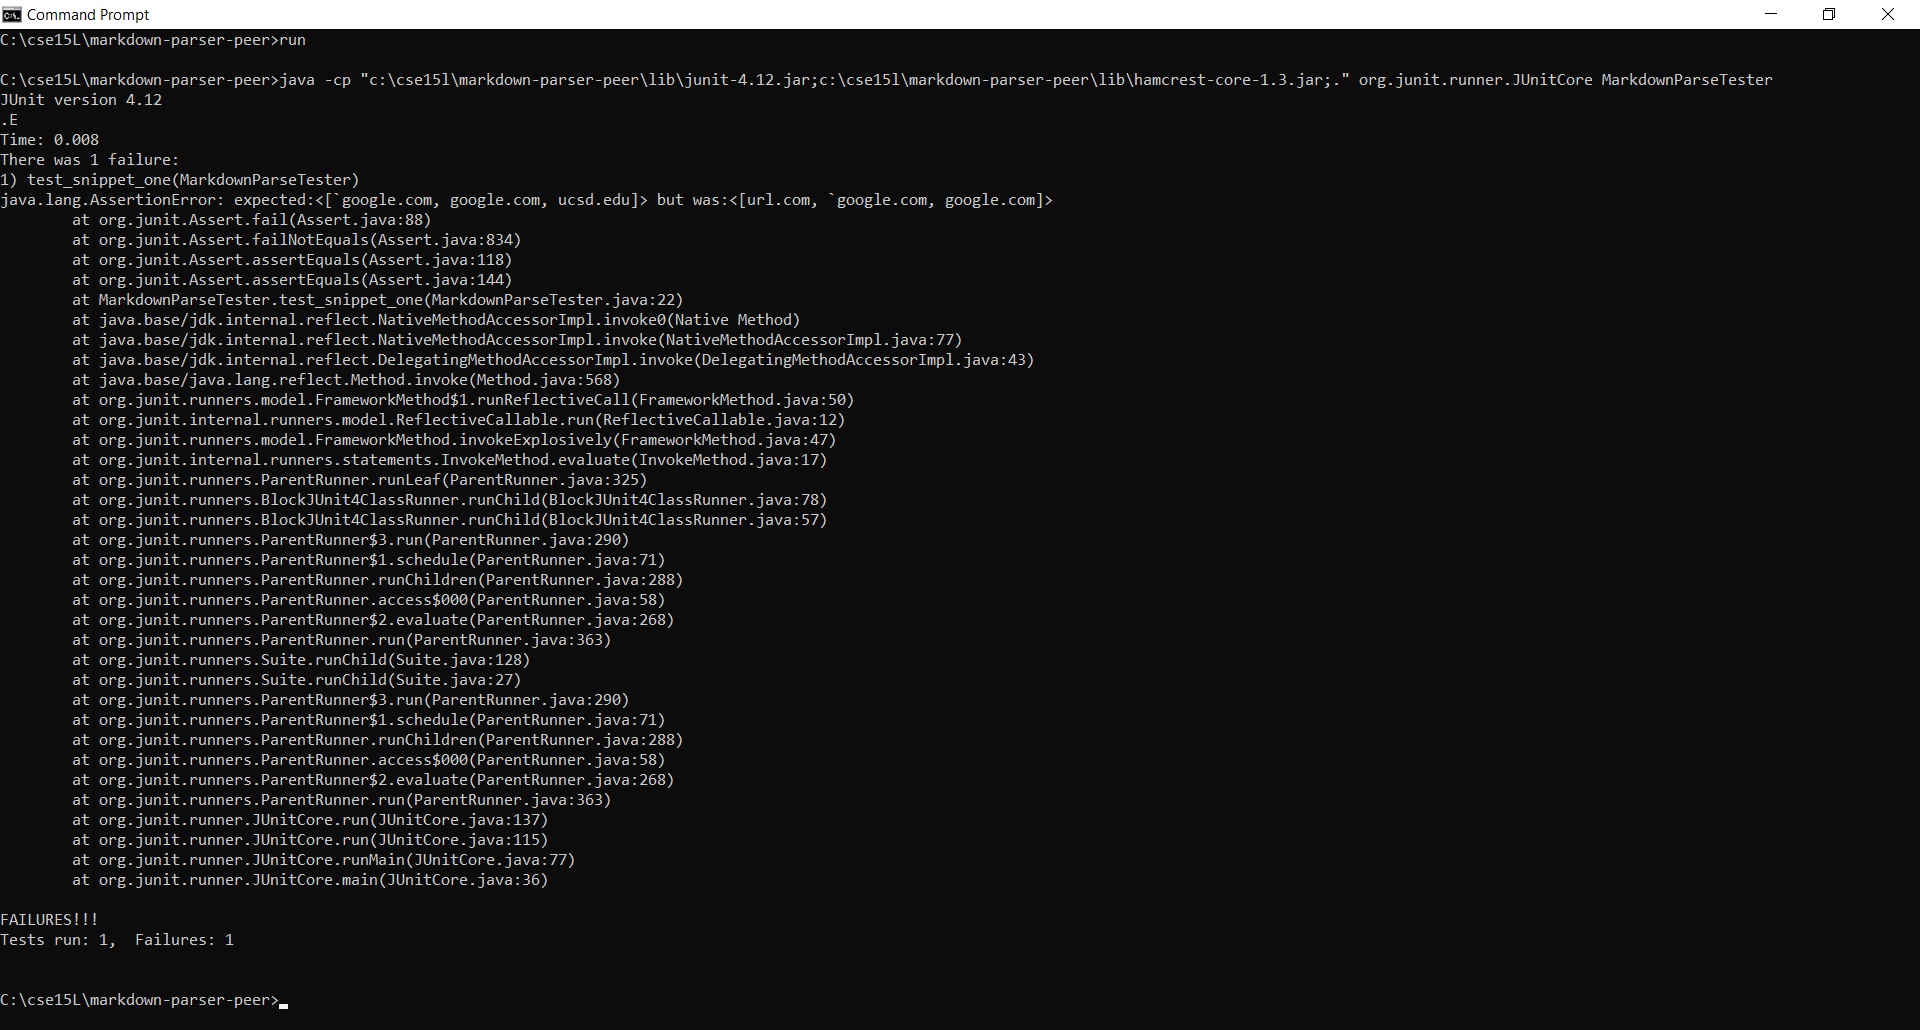 Command Prompt
C:\cse15L\markdown-parser-peer>run
C:\cse15L\markdown-parser-peer>java -cp "c:\cse15l\markdown-parser-peer\lib\junit-4.12.jar;c:\cse15l\markdown-parser-peer\lib\hamcrest-core-1.3.jar;." org.junit.runner.JUnitCore MarkdownParseTester
JUnit version 4.12
.E
Time: 0.008
There was 1 failure:
1) test_snippet_one(MarkdownParseTester)
java.lang.AssertionError: expected:<[`google.com, google.com, ucsd.edu]> but was:<[url.com, `google.com, google.com]>
at org.junit.Assert.fail(Assert.java:88)
at org.junit.Assert.failNotEquals(Assert.java:834)
at org.junit.Assert.assertEquals(Assert.java:118)
at org.junit.Assert.assertEquals(Assert.java:144)
at MarkdownParseTester.test_snippet_one(MarkdownParseTester.java:22)
at java.base/jdk.internal.reflect.NativeMethodAccessorImpl.invoke0(Native Method)
at java.base/jdk.internal.reflect.NativeMethodAccessorImpl.invoke(NativeMethodAccessorImpl.java:77)
at java.base/jdk.internal.reflect.DelegatingMethodAccessorImpl.invoke(DelegatingMethodAccessorImpl.java:43)
at java.base/java.lang.reflect.Method.invoke(Method.java:568)
at org.junit.runners.model.FrameworkMethod$1.runReflectiveCall(FrameworkMethod.java:50)
at org.junit.internal.runners.model.ReflectiveCallable.run(ReflectiveCallable.java:12)
at org.junit.runners.model.FrameworkMethod.invokeExplosively(FrameworkMethod.java:47)
at org.junit.internal.runners.statements.InvokeMethod.evaluate(InvokeMethod.java:17)
at org.junit.runners.ParentRunner.runLeaf(ParentRunner.java:325)
at org.junit.runners.BlockJUnit4ClassRunner.runChild(BlockJUnit4ClassRunner.java:78)
at org.junit.runners.BlockJUnit4ClassRunner.runChild(BlockJUnit4ClassRunner.java:57)
at org.junit.runners.ParentRunner$3.run(ParentRunner.java:290)
at org.junit.runners.ParentRunner$1.schedule(ParentRunner.java:71)
at org.junit.runners.ParentRunner.runChildren(ParentRunner.java:288)
at org.junit.runners.ParentRunner.access$000(ParentRunner.java:58)
at org.junit.runners.ParentRunner$2.evaluate(ParentRunner.java:268)
at org.junit.runners.ParentRunner.run(ParentRunner.java:363)
at org.junit.runners.Suite.runChild(Suite.java:128)
at org.junit.runners.Suite.runChild(Suite.java:27)
at org.junit.runners.ParentRunner$3.run(ParentRunner.java:290)
at org.junit.runners.ParentRunner$1.schedule(ParentRunner.java:71)
at org.junit.runners.ParentRunner.runChildren(ParentRunner.java:288)
at org.junit.runners.ParentRunner.access$000(ParentRunner.java:58)
at org.junit.runners.ParentRunner$2.evaluate(ParentRunner.java:268)
at org.junit.runners.ParentRunner.run(ParentRunner.java:363)
at org.junit.runner.JUnitCore.run(JUnitCore.java:137)
at org.junit.runner.JUnitCore.run(JUnitCore.java:115)
at org.junit.runner.JUnitCore.runMain(JUnitCore.java:77)
at org.junit.runner.JUnitCore.main(JUnitCore.java:36)
FAILURES!!!
Tests run: 1,  Failures: 1
C:\cse15L\markdown-parser-peer>